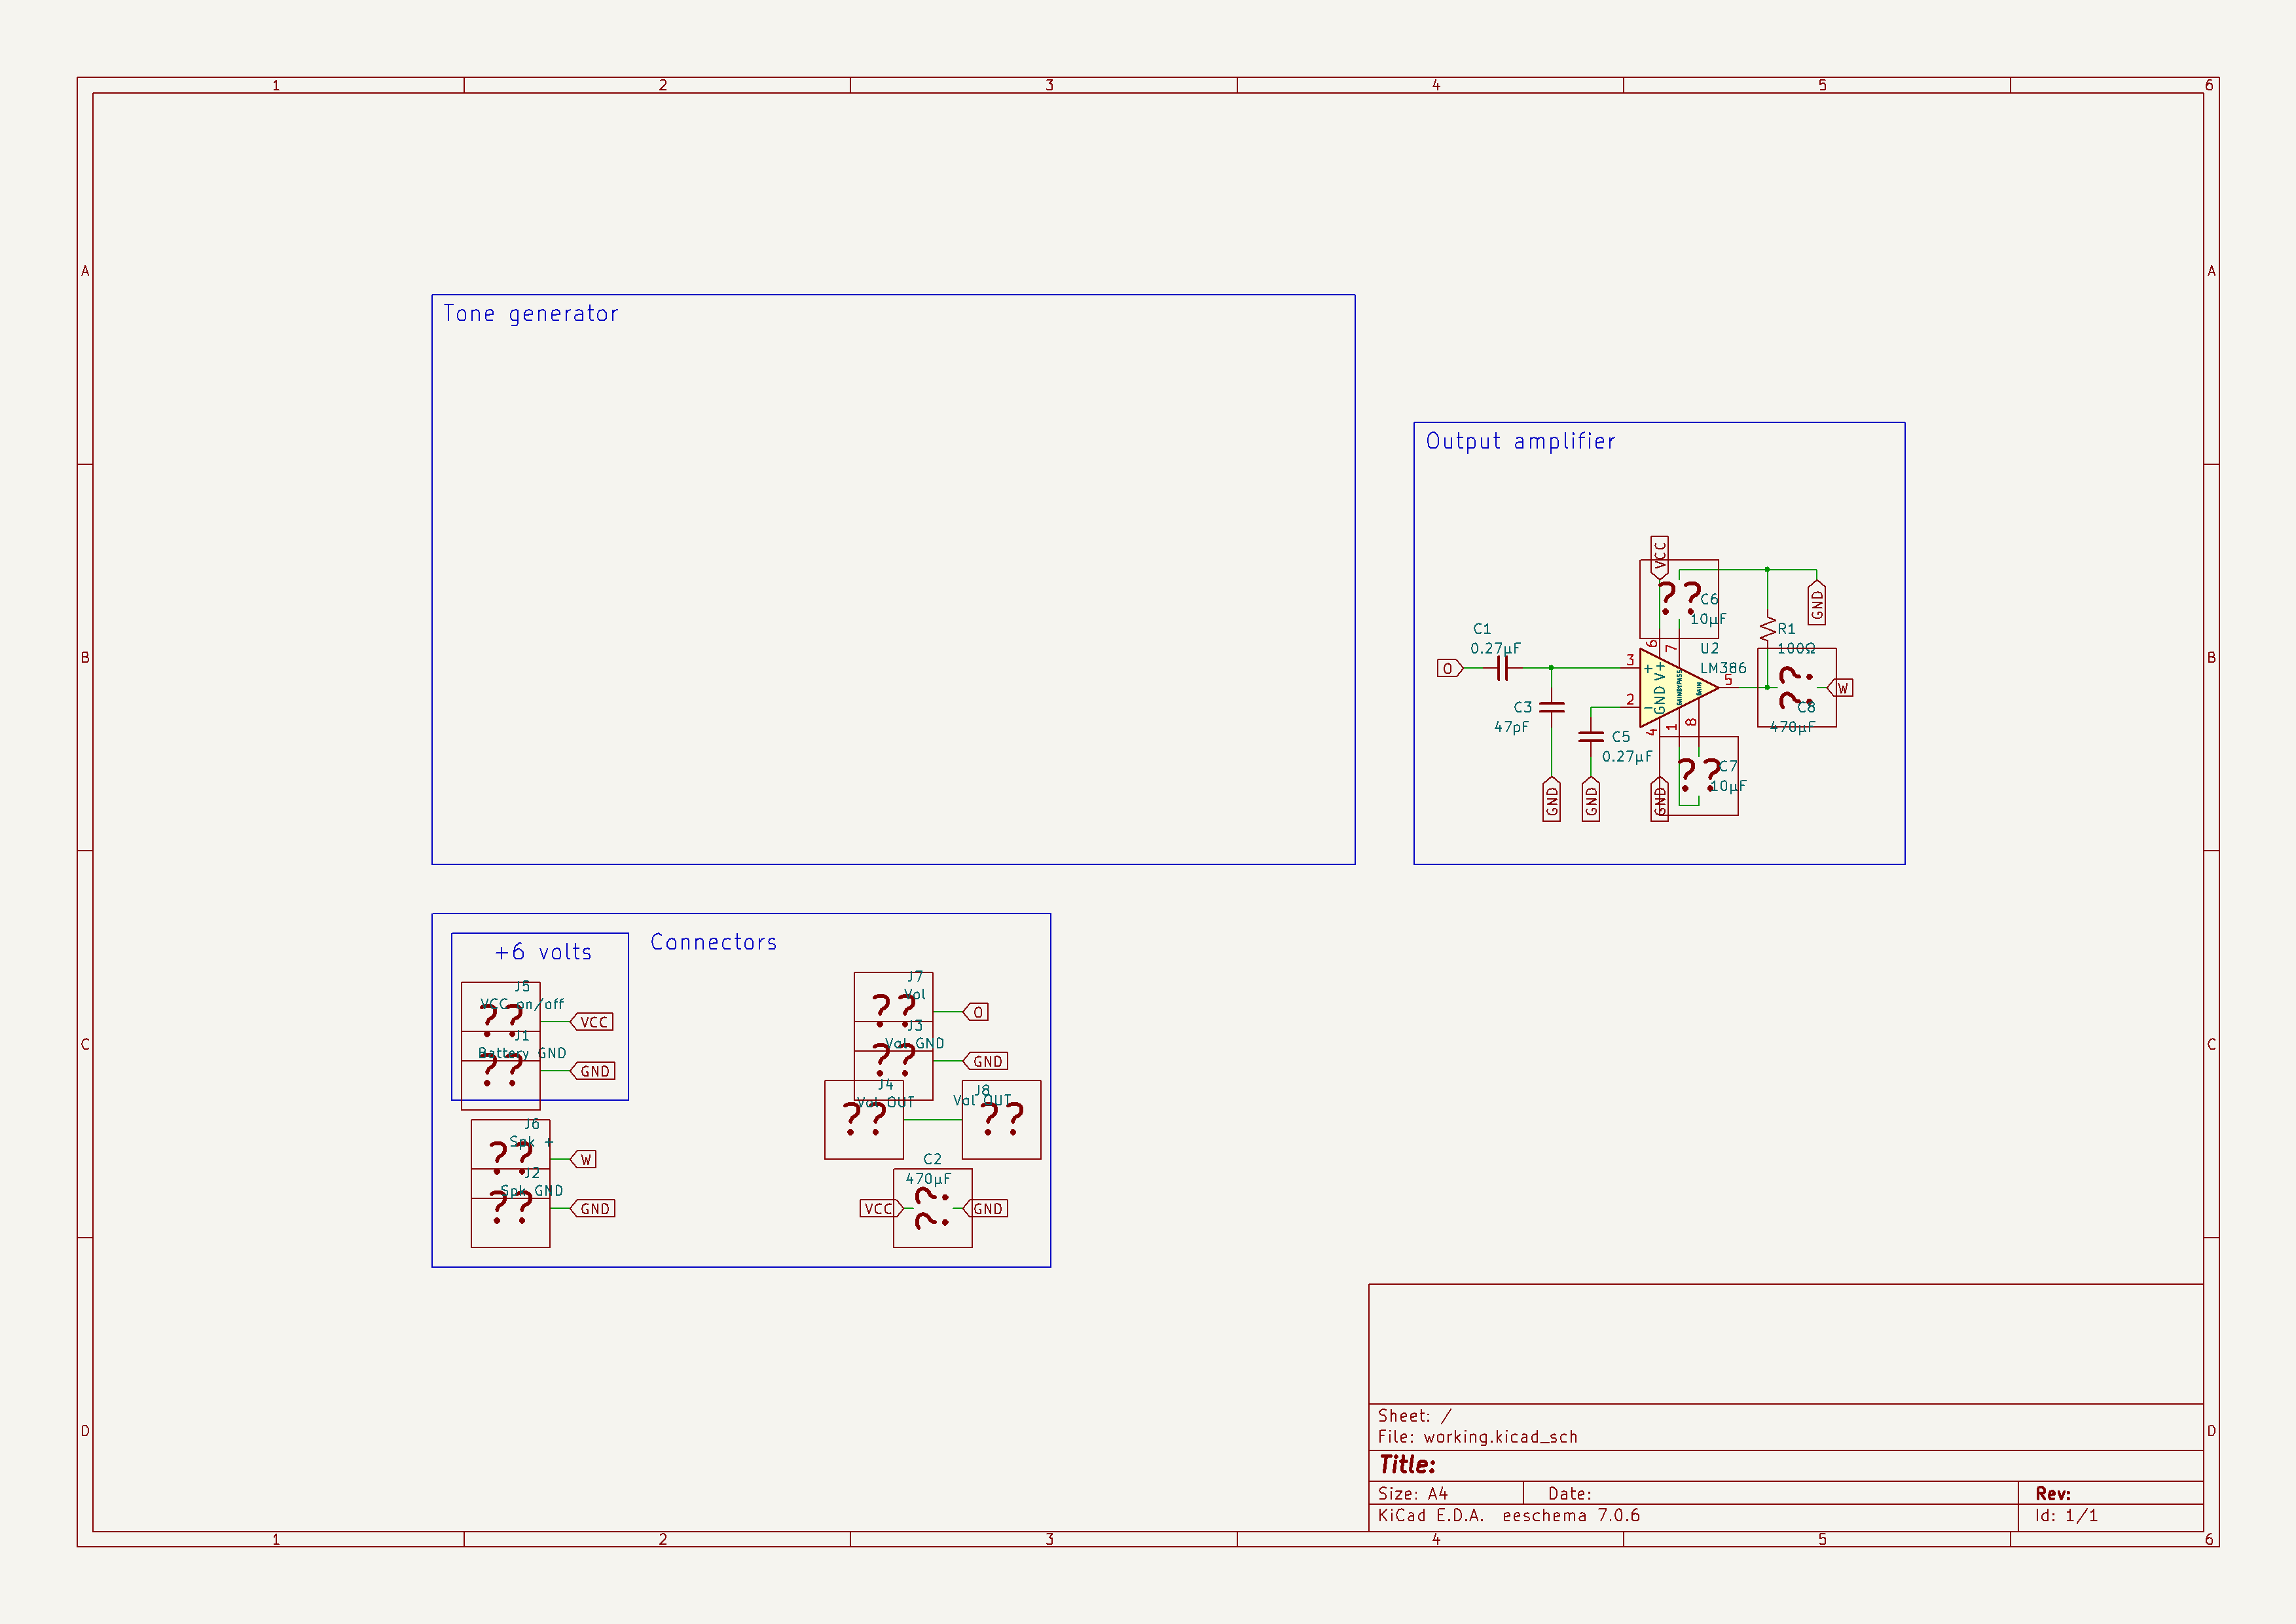 1 2 3 4 5 6
A A
B B
C C
D D
Tone generator
Output amplifier
VCC
??
C6
10µF
GND
C1
0.27µF
R1
100Ω
U2
LM386
O
3
6
7
+
V+
GND
BYPASS
GAIN
GAIN
5
??
W
C8
470µF
2
−
C3
47pF
4
1
8
C5
0.27µF
??
C7
10µF
GND
GND
GND
Connectors
+6 volts
J5
VCC on/off
??
VCC
J1
Battery GND
??
GND
J6
Spk +
??
W
J2
Spk GND
??
GND
J7
Vol
??
O
J3
Vol GND
??
GND
J4
Vol OUT
??
J8
Vol OUT
??
C2
470µF
VCC
??
GND
Sheet: /
File: working.kicad_sch
Title:
Size: A4
Date:
Rev:
KiCad E.D.A. eeschema 7.0.6
Id: 1/1
1 2 3 4 5 6